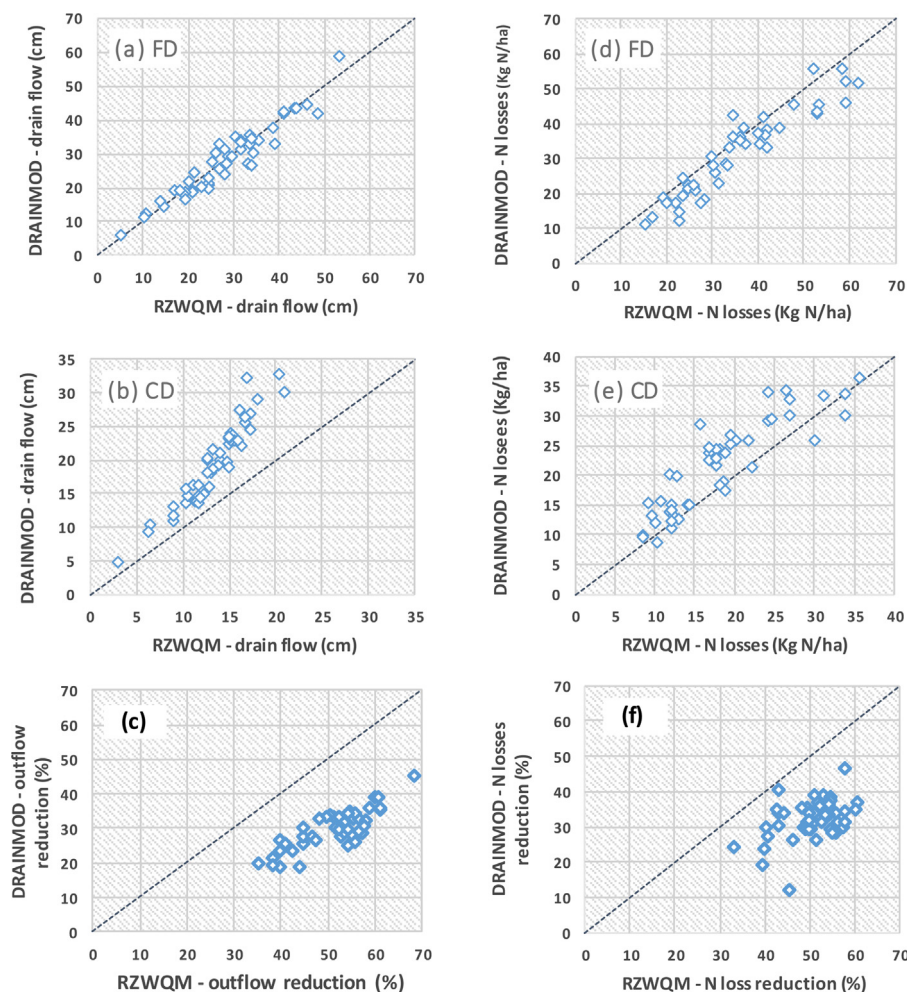 (a) FD
DRAINMOD - drain flow (cm)
70
60
50
40
30
20
10
0
0 10 20 30 40 50 60 70
RZWQM - drain flow (cm)
(d) FD
DRAINMOD - N losses (Kg N/ha)
70
60
50
40
30
20
10
0
0 10 20 30 40 50 60 70
RZWQM - N losses (Kg N/ha)
(b) CD
DRAINMOD - drain flow (cm)
35
30
25
20
15
10
5
0
0 5 10 15 20 25 30 35
RZWQM - drain flow (cm)
(e) CD
DRAINMOD - N losees (Kg/ha)
40
35
30
25
20
15
10
5
0
0 5 10 15 20 25 30 35 40
RZWQM - N losses (Kg N/ha)
(c)
DRAINMOD - outflow
reduction (%)
70
60
50
40
30
20
10
0
0 10 20 30 40 50 60 70
RZWQM - outflow reduction (%)
(f)
DRAINMOD - N losses
reduction (%)
70
60
50
40
30
20
10
0
0 10 20 30 40 50 60 70
RZWQM - N loss reduction (%)